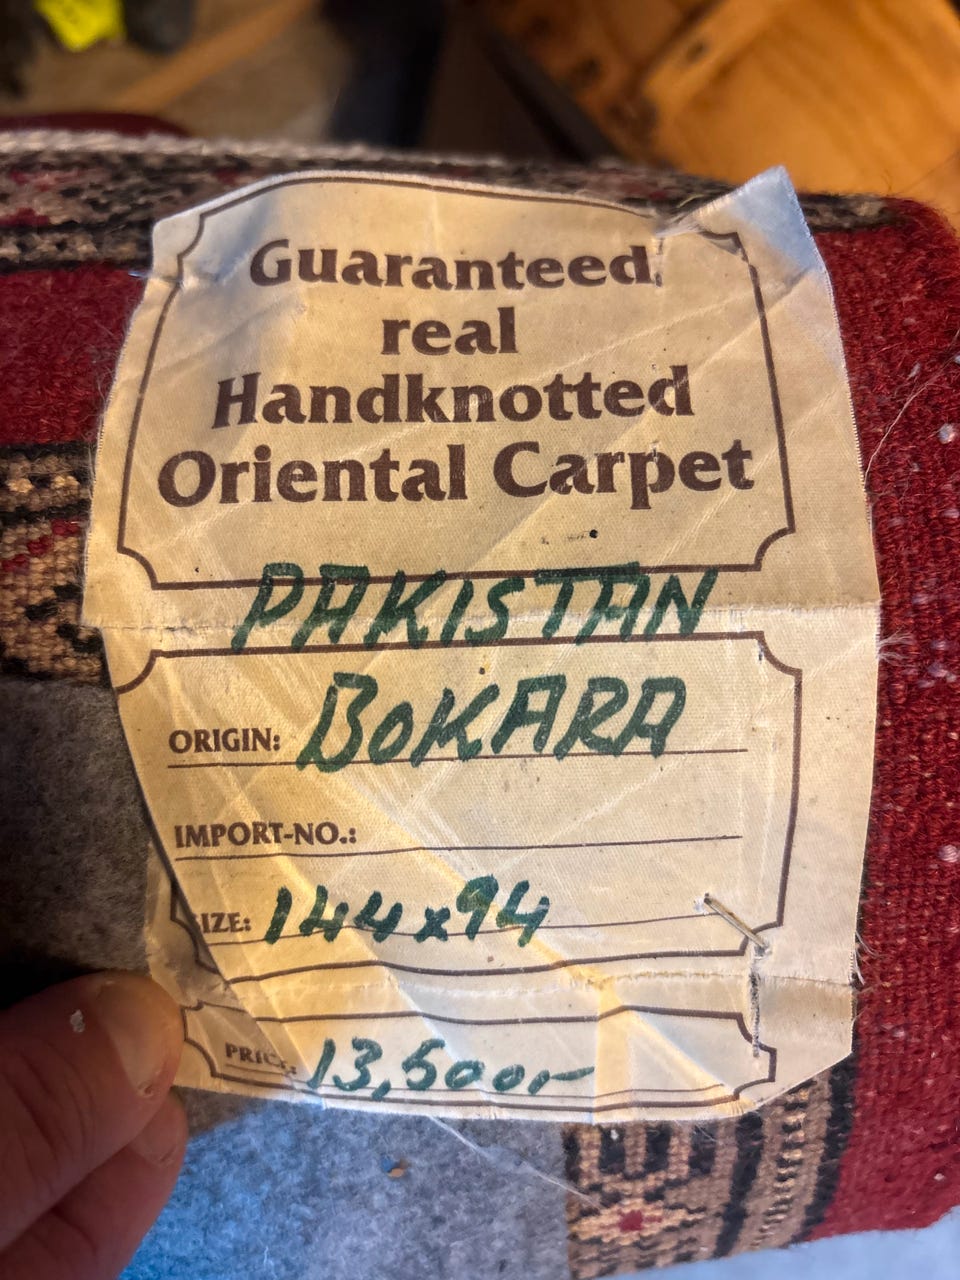 Guaranteed
real
Handknotted
Oriental Carpet
PAKISTAN
ORIGIN: BOKARA
IMPORT-NO.:
SIZE: 144x94
PRICE: 13,500,-